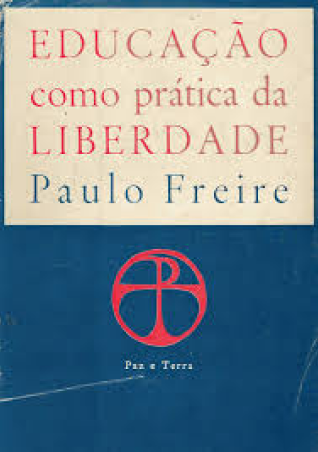 EDUCAÇÃO
como prática da
LIBERDADE
Paulo Freire
Paz e Terra